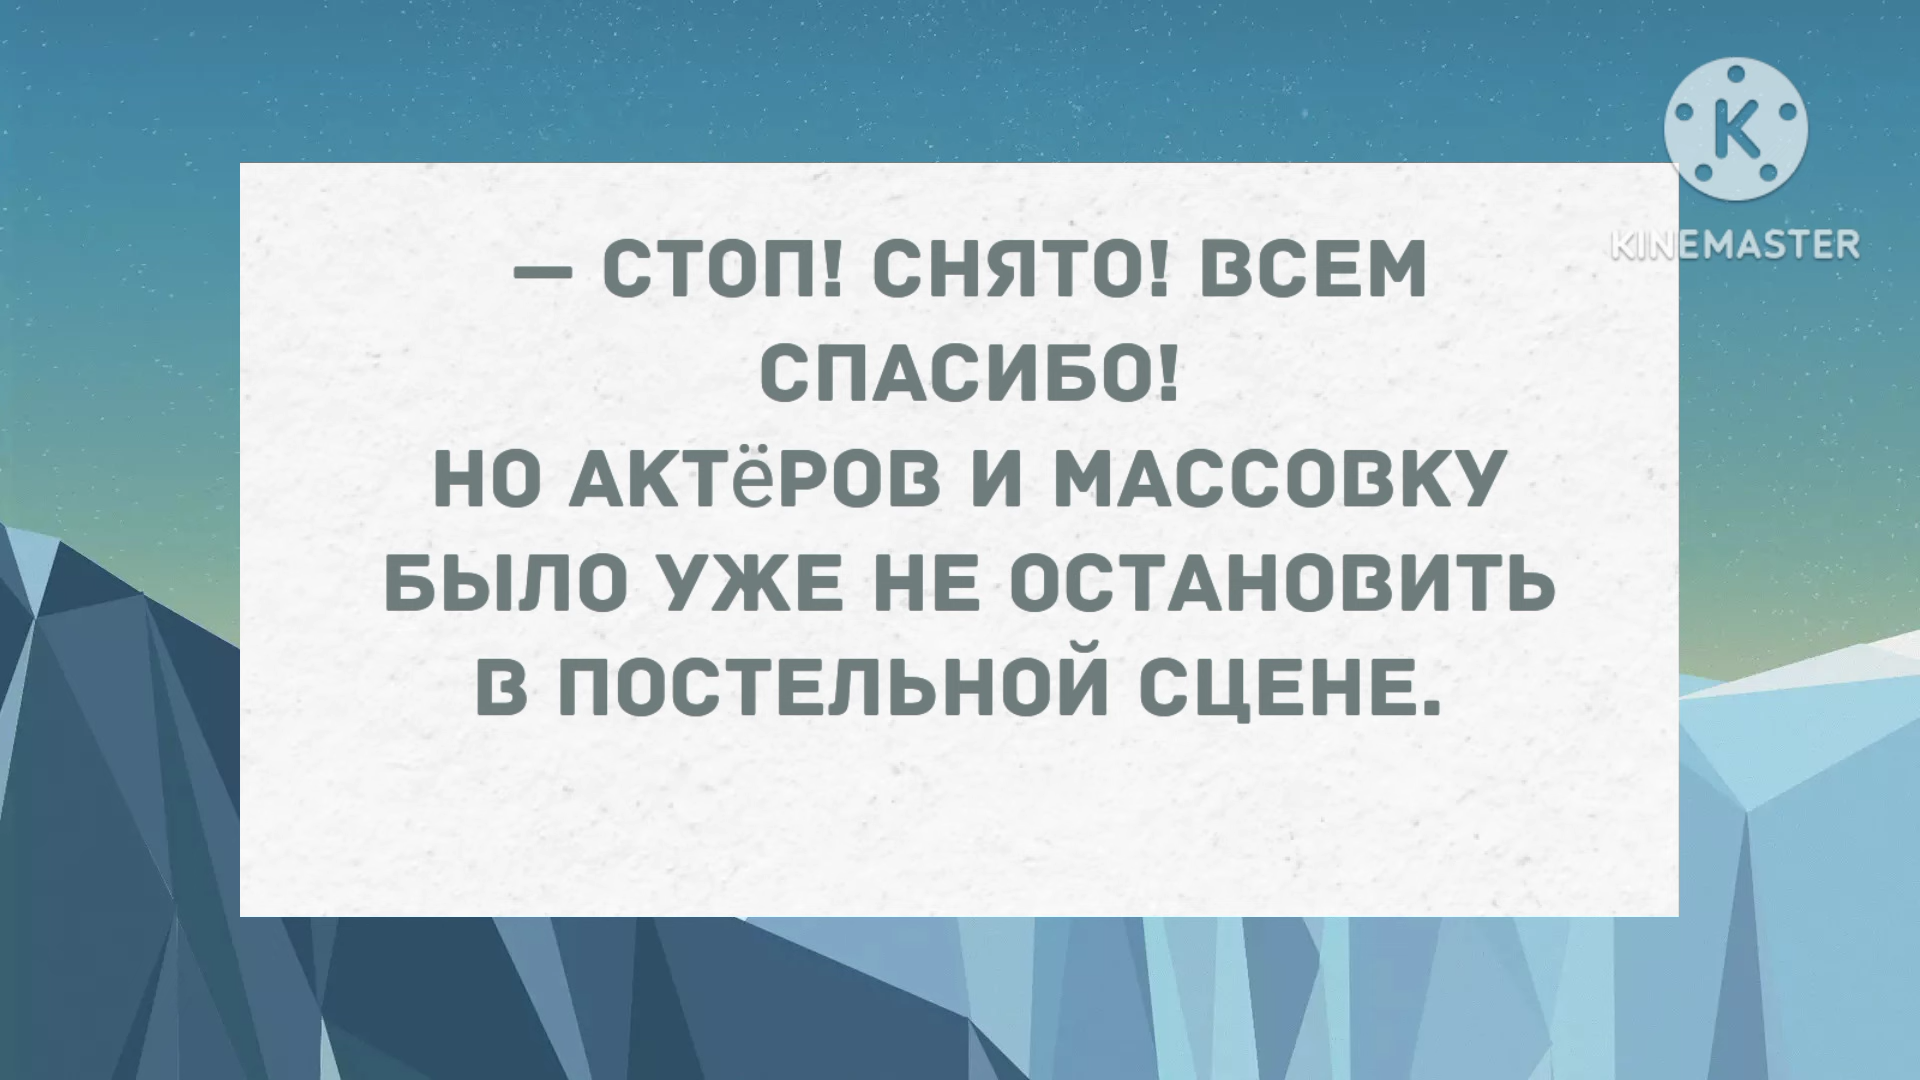 — СТОП! СНЯТО! ВСЕМ
СПАСИБО!
НО АКТёРОВ И МАССОВКУ
БЫЛО УЖЕ НЕ ОСТАНОВИТЬ
В ПОСТЕЛЬНОЙ СЦЕНЕ.
K
KINEMASTER